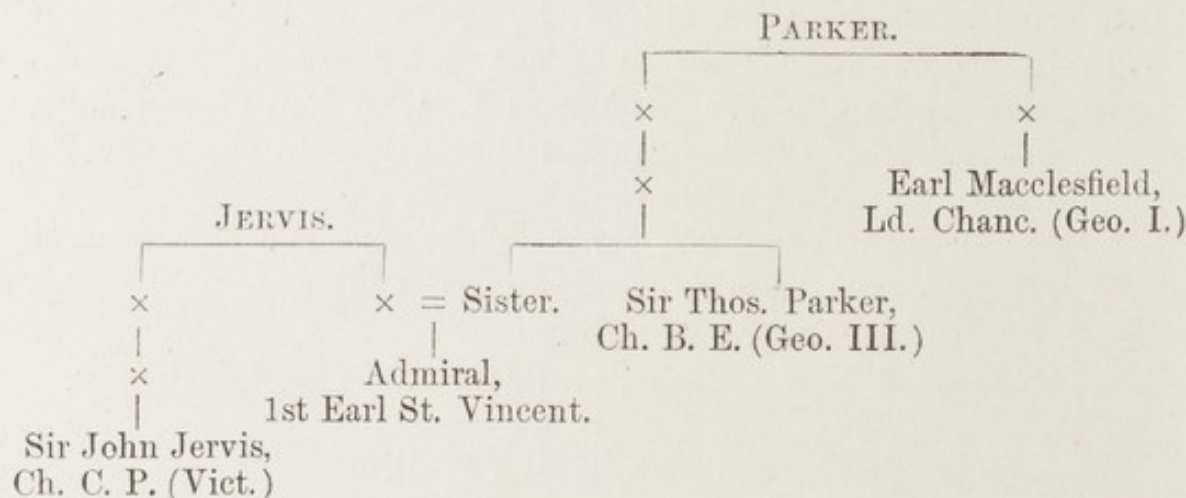 PARKER.
×
×
×
Earl Macclesfield,
Ld. Chanc. (Geo. I.)
JERVIS.
×
× = Sister.
Sir Thos. Parker,
Ch. B. E. (Geo. III.)
×
Admiral,
1st Earl St. Vincent.
Sir John Jervis,
Ch. C. P. (Vict.)